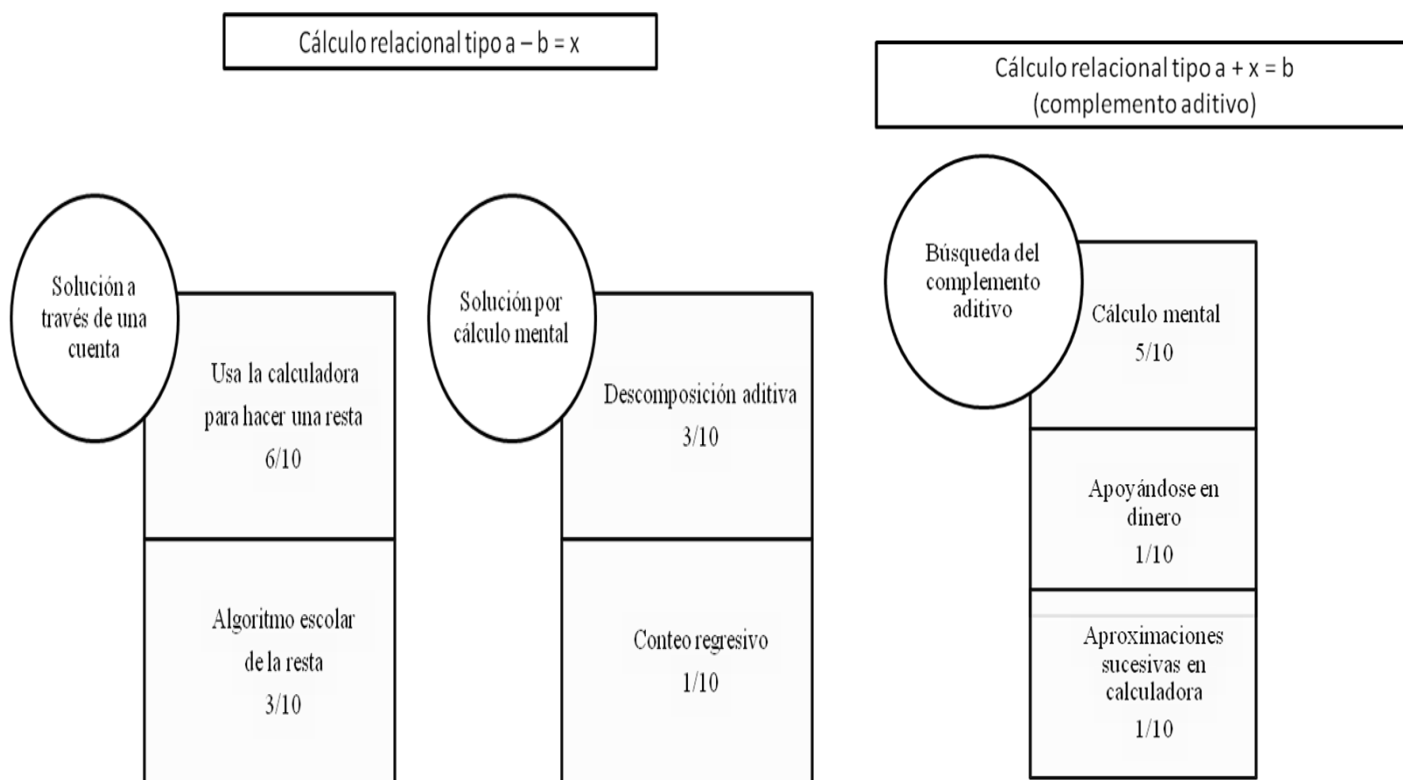 Cálculo relacional tipo a – b = x
Cálculo relacional tipo a + x = b
(complemento aditivo)
Solución a
través de una
cuenta
Usa la calculadora
para hacer una resta
6/10
Algoritmo escolar
de la resta
3/10
Solución por
cálculo mental
Descomposición aditiva
3/10
Conteo regresivo
1/10
Búsqueda del
complemento
aditivo
Cálculo mental
5/10
Apoyándose en
dinero
1/10
Aproximaciones
sucesivas en
calculadora
1/10